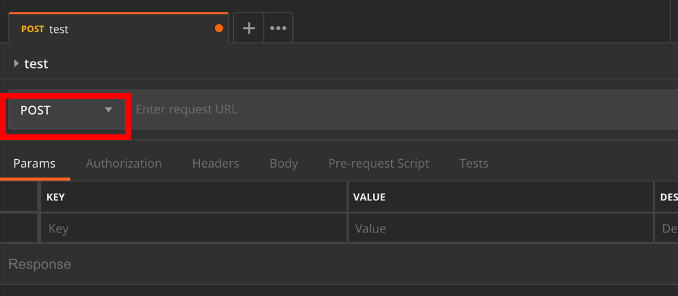 POST test
test
POST Enter request URL
Params Authorization Headers Body Pre-request Script Tests
KEY VALUE DES
Key Value De
Response